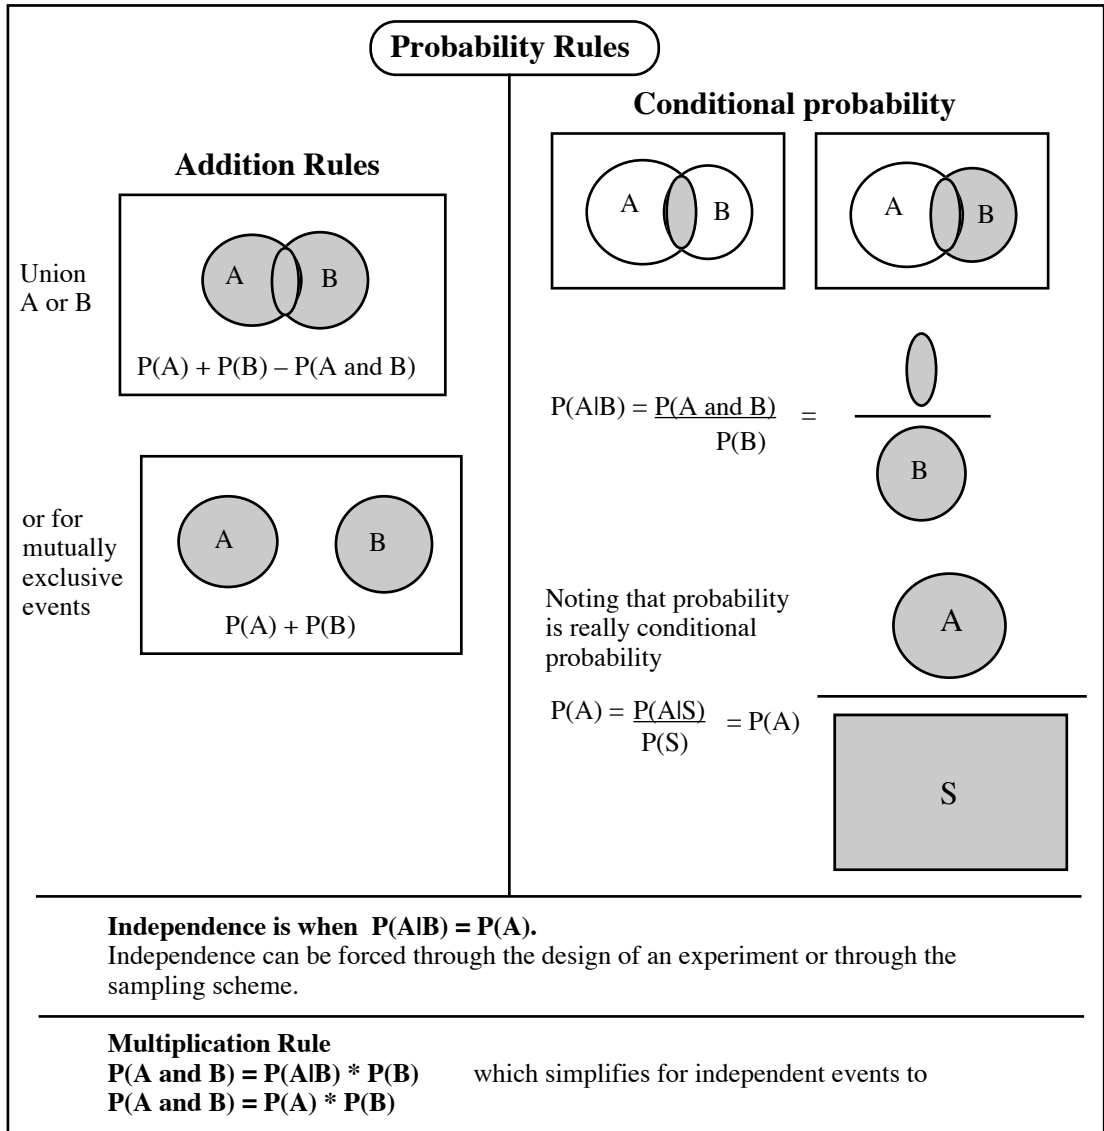 Probability Rules
Addition Rules
Union
A or B
A
B
P(A) + P(B) – P(A and B)
or for
mutually
exclusive
events
A
B
P(A) + P(B)
Conditional probability
A
B
A
B
P(A|B) = P(A and B)
P(B)
=
B
Noting that probability
is really conditional
probability
P(A) = P(A|S)
P(S)
= P(A)
A
S
Independence is when P(A|B) = P(A).
Independence can be forced through the design of an experiment or through the
sampling scheme.
Multiplication Rule
P(A and B) = P(A|B) * P(B) which simplifies for independent events to
P(A and B) = P(A) * P(B)